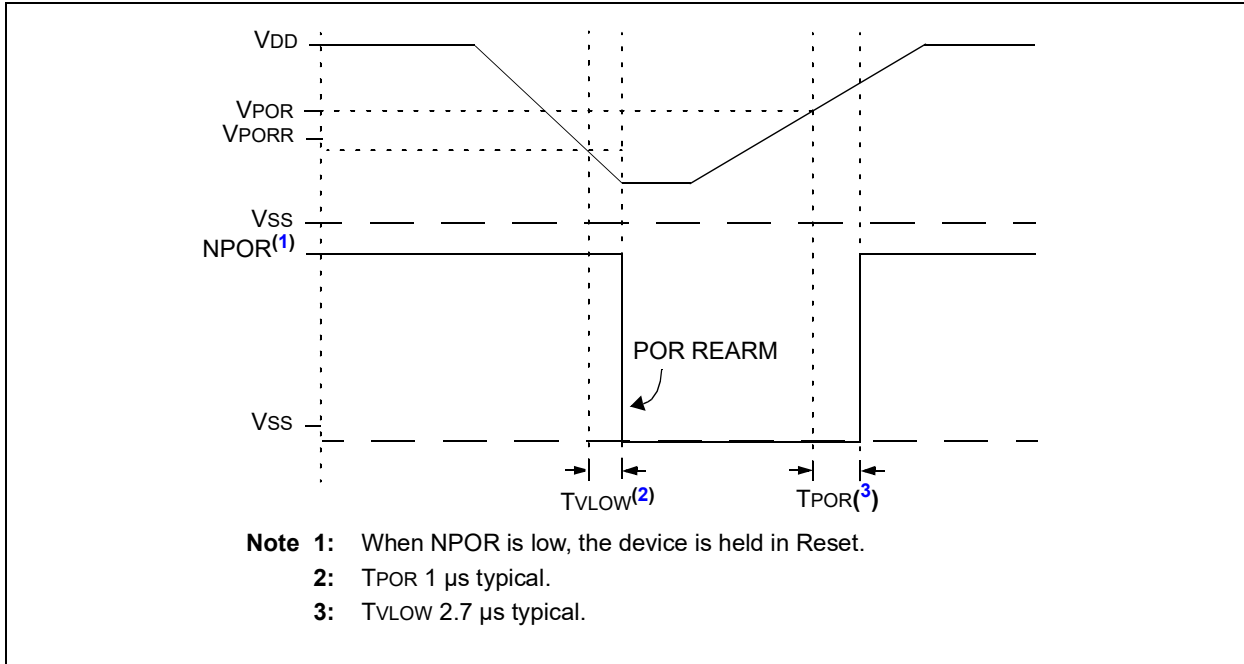 VDD
VPOR
VPORR
VSS
NPOR(1)
POR REARM
VSS
TVLOW(2)
TPOR(3)
Note 1: When NPOR is low, the device is held in Reset.
2: TPOR 1 µs typical.
3: TVLOW 2.7 µs typical.